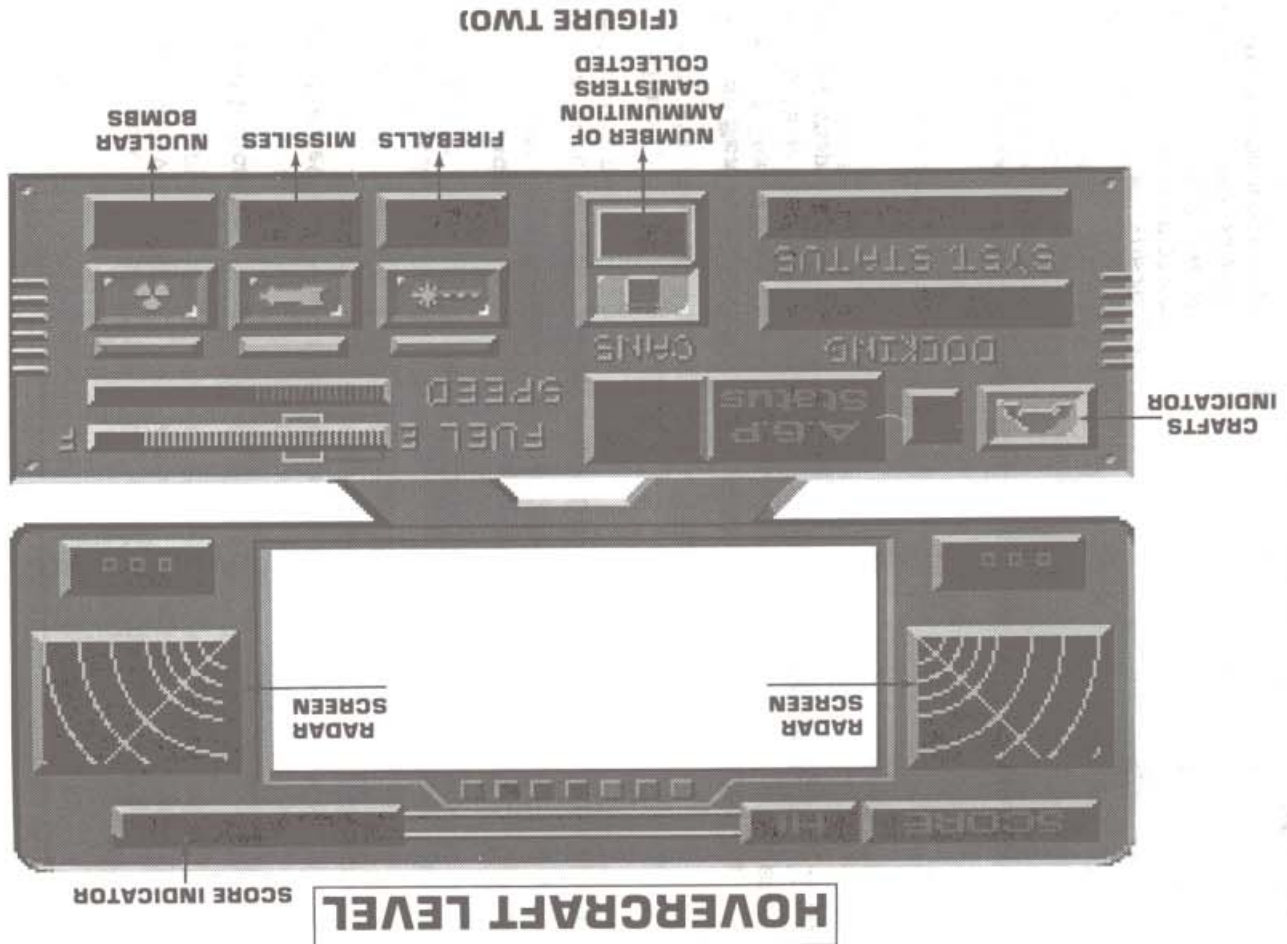 HOVERCRAFT LEVEL
SCORE INDICATOR
SCORE
HI
RADAR
SCREEN
RADAR
SCREEN
CRAFTS
INDICATOR
A.G.P
Status
FUEL E F
SPEED
DOCKING
CANS
SYST. STATUS
NUMBER OF
AMMUNITION
CANISTERS
COLLECTED
FIREBALLS
MISSILES
NUCLEAR
BOMBS
(FIGURE TWO)